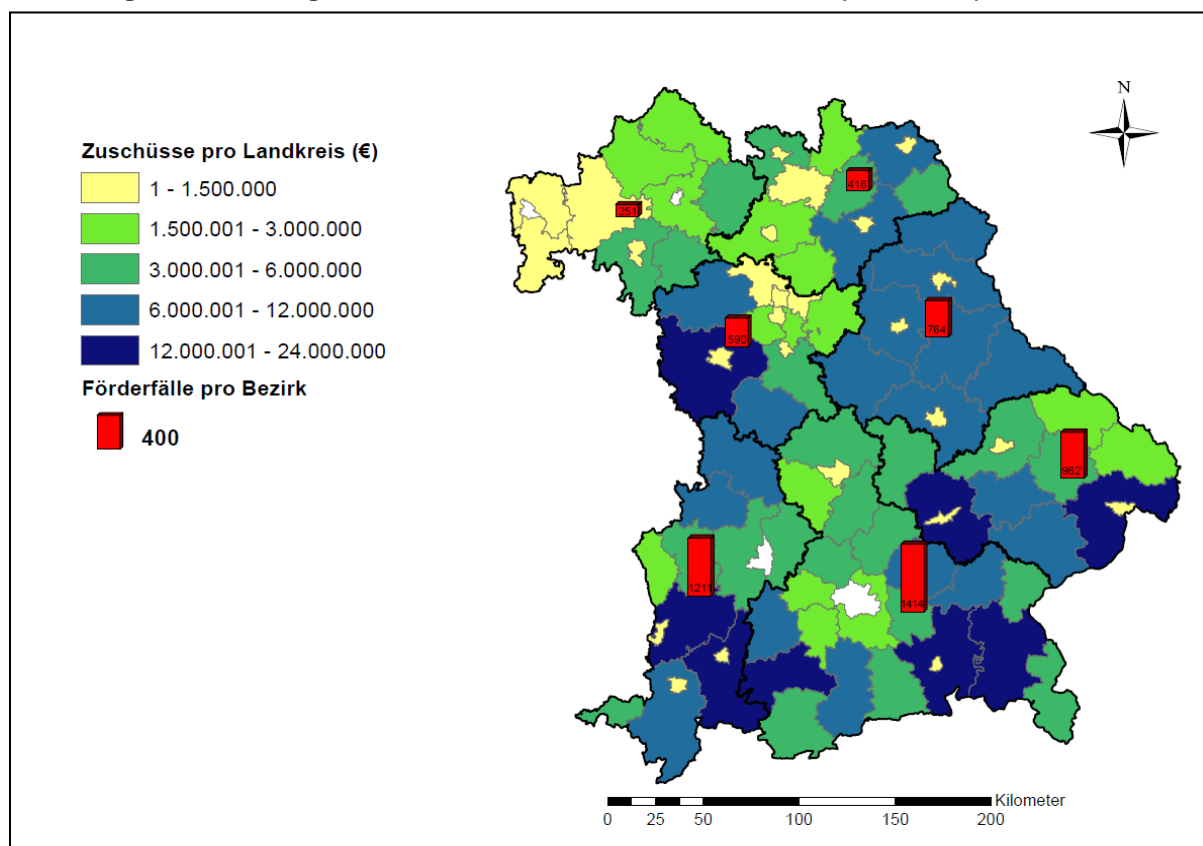 Zuschüsse pro Landkreis (€)
1 - 1.500.000
1.500.001 - 3.000.000
3.000.001 - 6.000.000
6.000.001 - 12.000.000
12.000.001 - 24.000.000
Förderfälle pro Bezirk
400
N
416
251
764
590
962
1211
1414
Kilometer
0 25 50 100 150 200